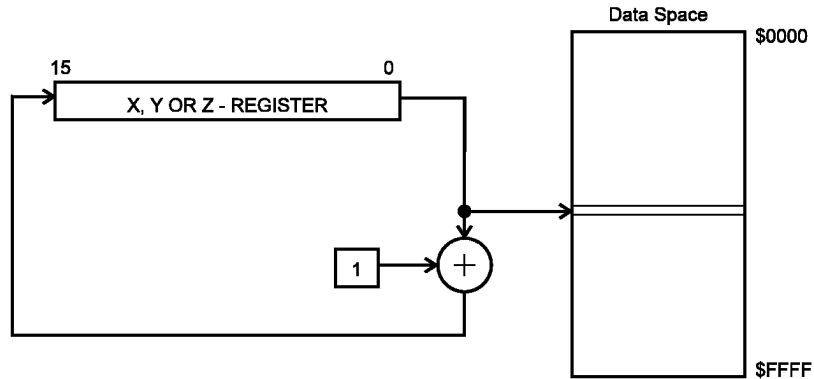 Data Space
$0000
15 0
X, Y OR Z - REGISTER
1
+
$FFFF